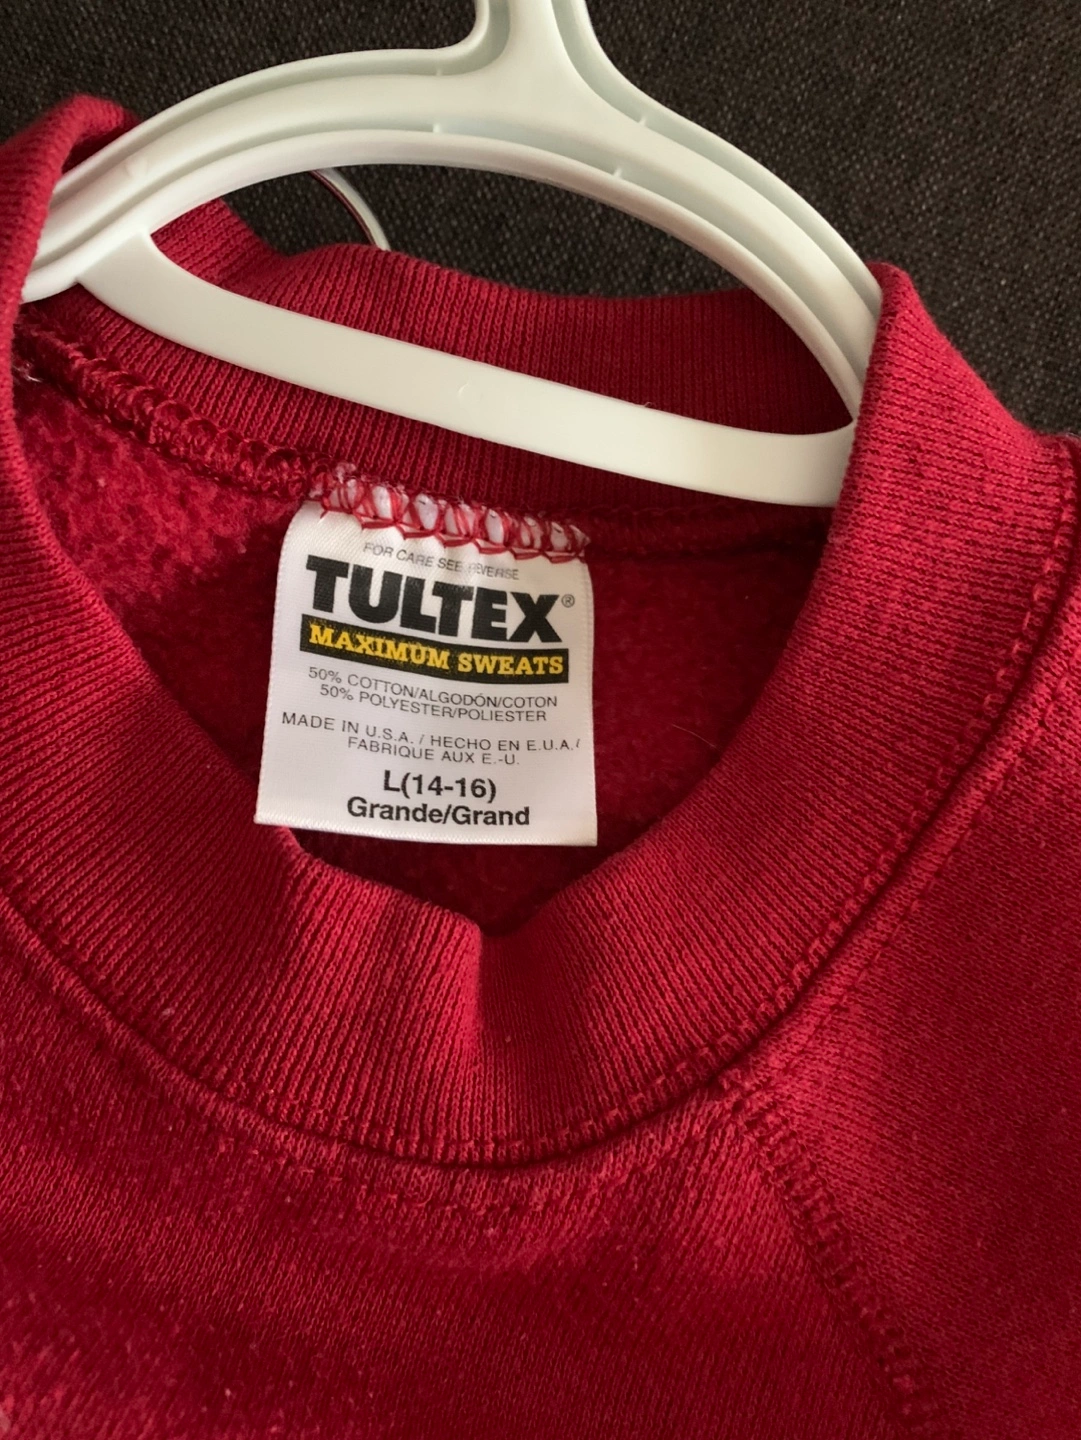 FOR CARE SEE REVERSE
TULTEX®
MAXIMUM SWEATS
50% COTTON/ALGODÓN/COTON
50% POLYESTER/POLIESTER
MADE IN U.S.A. / HECHO EN E.U.A./
FABRIQUE AUX E.-U.
L(14-16)
Grande/Grand